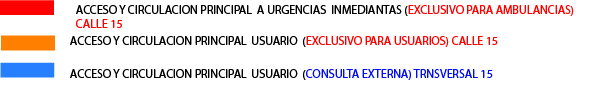 ACCESO Y CIRCULACION PRINCIPAL A URGENCIAS INMEDIANTAS (EXCLUSIVO PARA AMBULANCIAS)
CALLE 15
ACCESO Y CIRCULACION PRINCIPAL USUARIO (EXCLUSIVO PARA USUARIOS) CALLE 15
ACCESO Y CIRCULACION PRINCIPAL USUARIO (CONSULTA EXTERNA) TRNSVERSAL 15